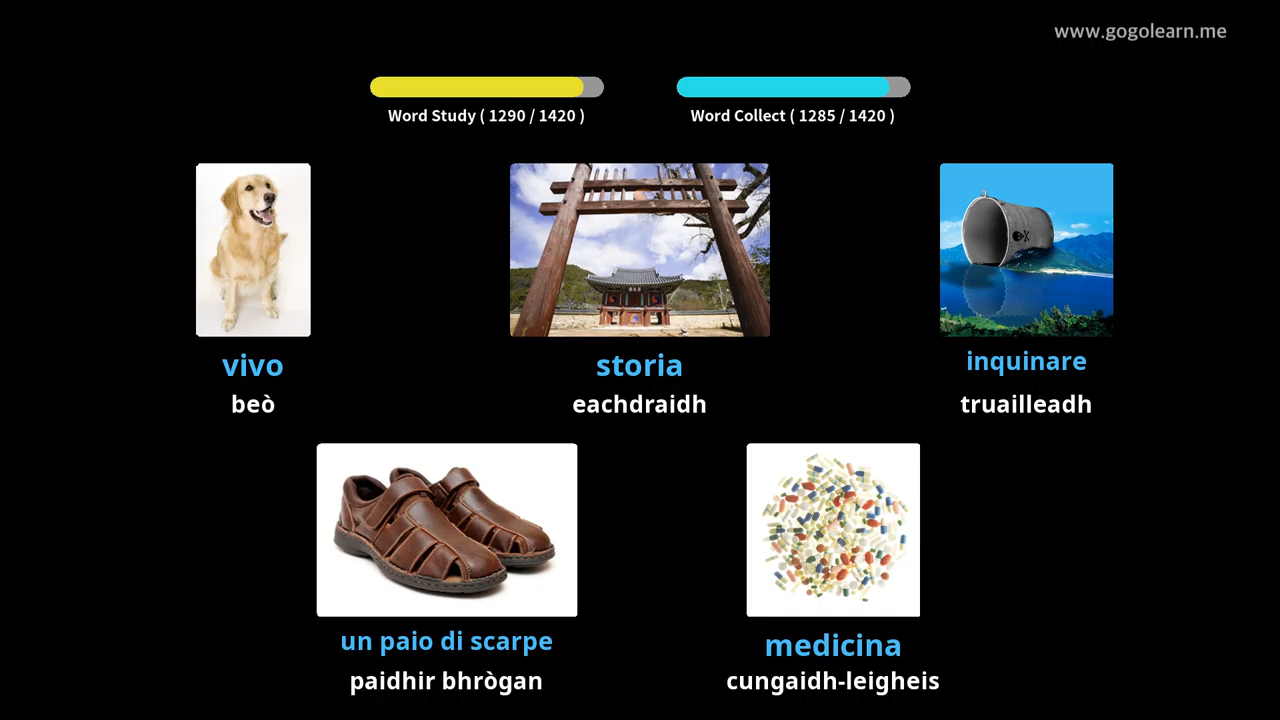 www.gogolearn.me
Word Study ( 1290 / 1420 )
Word Collect ( 1285 / 1420 )
vivo
beò
storia
eachdraidh
inquinare
truailleadh
un paio di scarpe
paidhir bhrògan
medicina
cungaidh-leigheis